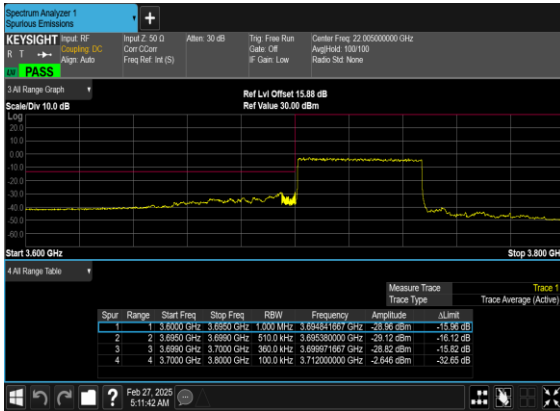 Spectrum Analyzer 1
Spurious Emissions
+
KEYSIGHT Input: RF Input Z: 50 Ω Atten: 30 dB Trig: Free Run Center Freq: 22.005000000 GHz
R T Coupling: DC Corr CCorr Gate: Off Avg|Hold: 100/100
Align: Auto Freq Ref: Int (S) IF Gain: Low Radio Std: None
LXI PASS
3 All Range Graph
Ref Lvl Offset 15.88 dB
Scale/Div 10.0 dB Ref Value 30.00 dBm
Log
20.0
10.0
0.00
-10.0
-20.0
-30.0
-40.0
-50.0
-60.0
Start 3.600 GHz Stop 3.800 GH
4 All Range Table
Measure Trace Trace 1
Trace Type Trace Average (Active)
Spur Range Start Freq Stop Freq RBW Frequency Amplitude ΔLimit
1 1 3.6000 GHz 3.6950 GHz 1.000 MHz 3.694841667 GHz -28.96 dBm -15.96 dB
2 2 3.6950 GHz 3.6990 GHz 510.0 kHz 3.695380000 GHz -29.12 dBm -16.12 dB
3 3 3.6990 GHz 3.7000 GHz 360.0 kHz 3.699971667 GHz -28.82 dBm -15.82 dB
4 4 3.7000 GHz 3.8000 GHz 100.0 kHz 3.712000000 GHz -2.646 dBm -32.65 dB
? Feb 27, 2025
5:11:42 AM